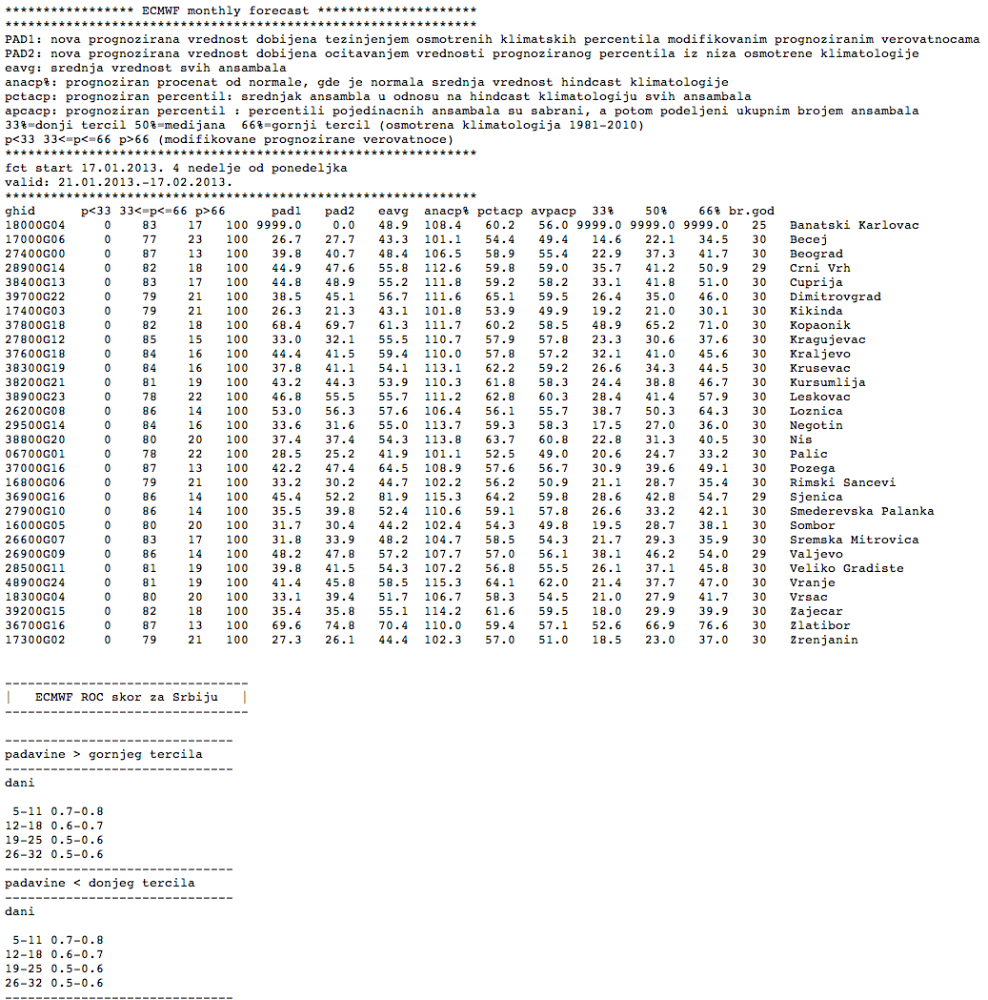 ***************** ECMWF monthly forecast *********************
**************************************************************
PAD1: nova prognozirana vrednost dobijena tezinjenjem osmotrenih klimatskih percentila modifikovanim prognoziranim verovatnocama
PAD2: nova prognozirana vrednost dobijena ocitavanjem vrednosti prognoziranog percentila iz niza osmotrene klimatologije
eavg: srednja vrednost svih ansambala
anacp%: prognoziran procenat od normale, gde je normala srednja vrednost hindcast klimatologije
pctacp: prognoziran percentil: srednjak ansambla u odnosu na hindcast klimatologiju svih ansambala
apcacp: prognoziran percentil : percentili pojedinacnih ansambala su sabrani, a potom podeljeni ukupnim brojem ansambala
33%=donji tercil 50%=medijana  66%=gornji tercil (osmotrena klimatologija 1981-2010)
p<33 33<=p<=66 p>66 (modifikovane prognozirane verovatnoce)
**************************************************************
fct start 17.01.2013. 4 nedelje od ponedeljka
valid: 21.01.2013.-17.02.2013.
**************************************************************
ghid      p<33 33<=p<=66 p>66      pad1   pad2   eavg  anacp% pctacp avpacp  33%    50%    66% br.god
18000G04     0    83    17   100 9999.0    0.0   48.9  108.4  60.2   56.0 9999.0 9999.0 9999.0   25    Banatski Karlovac
17000G06     0    77    23   100   26.7   27.7   43.3  101.1  54.4   49.4   14.6   22.1   34.5   30    Becej
27400G00     0    87    13   100   39.8   40.7   48.4  106.5  58.9   55.4   22.9   37.3   41.7   30    Beograd
28900G14     0    82    18   100   44.9   47.6   55.8  112.6  59.8   59.0   35.7   41.2   50.9   29    Crni Vrh
38400G13     0    83    17   100   44.8   48.9   55.2  111.8  59.2   58.2   33.1   41.8   51.0   30    Cuprija
39700G22     0    79    21   100   38.5   45.1   56.7  111.6  65.1   59.5   26.4   35.0   46.0   30    Dimitrovgrad
17400G03     0    79    21   100   26.3   21.3   43.1  101.8  53.9   49.9   19.2   21.0   30.1   30    Kikinda
37800G18     0    82    18   100   68.4   69.7   61.3  111.7  60.2   58.5   48.9   65.2   71.0   30    Kopaonik
27800G12     0    85    15   100   33.0   32.1   55.5  110.7  57.9   57.8   23.3   30.6   37.6   30    Kragujevac
37600G18     0    84    16   100   44.4   41.5   59.4  110.0  57.8   57.2   32.1   41.0   45.6   30    Kraljevo
38300G19     0    84    16   100   37.8   41.1   54.1  113.1  62.2   59.2   26.6   34.3   44.5   30    Krusevac
38200G21     0    81    19   100   43.2   44.3   53.9  110.3  61.8   58.3   24.4   38.8   46.7   30    Kursumlija
38900G23     0    78    22   100   46.8   55.5   55.7  111.2  62.8   60.3   28.4   41.4   57.9   30    Leskovac
26200G08     0    86    14   100   53.0   56.3   57.6  106.4  56.1   55.7   38.7   50.3   64.3   30    Loznica
29500G14     0    84    16   100   33.6   31.6   55.0  113.7  59.3   58.3   17.5   27.0   36.0   30    Negotin
38800G20     0    80    20   100   37.4   37.4   54.3  113.8  63.7   60.8   22.8   31.3   40.5   30    Nis
06700G01     0    78    22   100   28.5   25.2   41.9  101.1  52.5   49.0   20.6   24.7   33.2   30    Palic
37000G16     0    87    13   100   42.2   47.4   64.5  108.9  57.6   56.7   30.9   39.6   49.1   30    Pozega
16800G06     0    79    21   100   33.2   30.2   44.7  102.2  56.2   50.9   21.1   28.7   35.4   30    Rimski Sancevi
36900G16     0    86    14   100   45.4   52.2   81.9  115.3  64.2   59.8   28.6   42.8   54.7   29    Sjenica
27900G10     0    86    14   100   35.5   39.8   52.4  110.6  59.1   57.8   26.6   33.2   42.1   30    Smederevska Palanka
16000G05     0    80    20   100   31.7   30.4   44.2  102.4  54.3   49.8   19.5   28.7   38.1   30    Sombor
26600G07     0    83    17   100   31.8   33.9   48.2  104.7  58.5   54.3   21.7   29.3   35.9   30    Sremska Mitrovica
26900G09     0    86    14   100   48.2   47.8   57.2  107.7  57.0   56.1   38.1   46.2   54.0   29    Valjevo
28500G11     0    81    19   100   39.8   41.5   54.3  107.2  56.8   55.5   26.1   37.1   45.8   30    Veliko Gradiste
48900G24     0    81    19   100   41.4   45.8   58.5  115.3  64.1   62.0   21.4   37.7   47.0   30    Vranje
18300G04     0    80    20   100   33.1   39.4   51.7  106.7  58.3   54.5   21.0   27.9   41.7   30    Vrsac
39200G15     0    82    18   100   35.4   35.8   55.1  114.2  61.6   59.5   18.0   29.9   39.9   30    Zajecar
36700G16     0    87    13   100   69.6   74.8   70.4  110.0  59.4   57.1   52.6   66.9   76.6   30    Zlatibor
17300G02     0    79    21   100   27.3   26.1   44.4  102.3  57.0   51.0   18.5   23.0   37.0   30    Zrenjanin
--------------------------------
|   ECMWF ROC skor za Srbiju   |
--------------------------------
------------------------------
padavine > gornjeg tercila
------------------------------
dani
5-11 0.7-0.8
12-18 0.6-0.7
19-25 0.5-0.6
26-32 0.5-0.6
------------------------------
padavine < donjeg tercila
------------------------------
dani
5-11 0.7-0.8
12-18 0.6-0.7
19-25 0.5-0.6
26-32 0.5-0.6
------------------------------